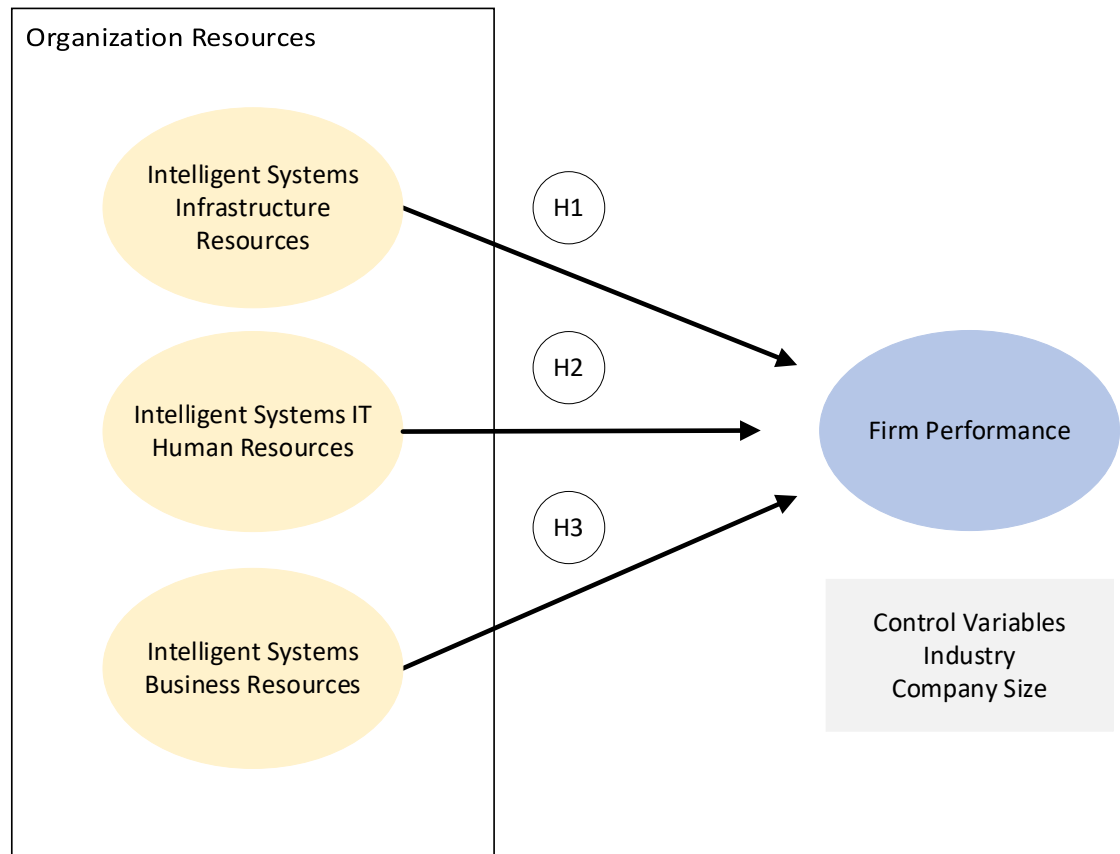 Organization Resources
Intelligent Systems
Infrastructure
Resources
H1
Intelligent Systems IT
Human Resources
H2
Firm Performance
H3
Intelligent Systems
Business Resources
Control Variables
Industry
Company Size